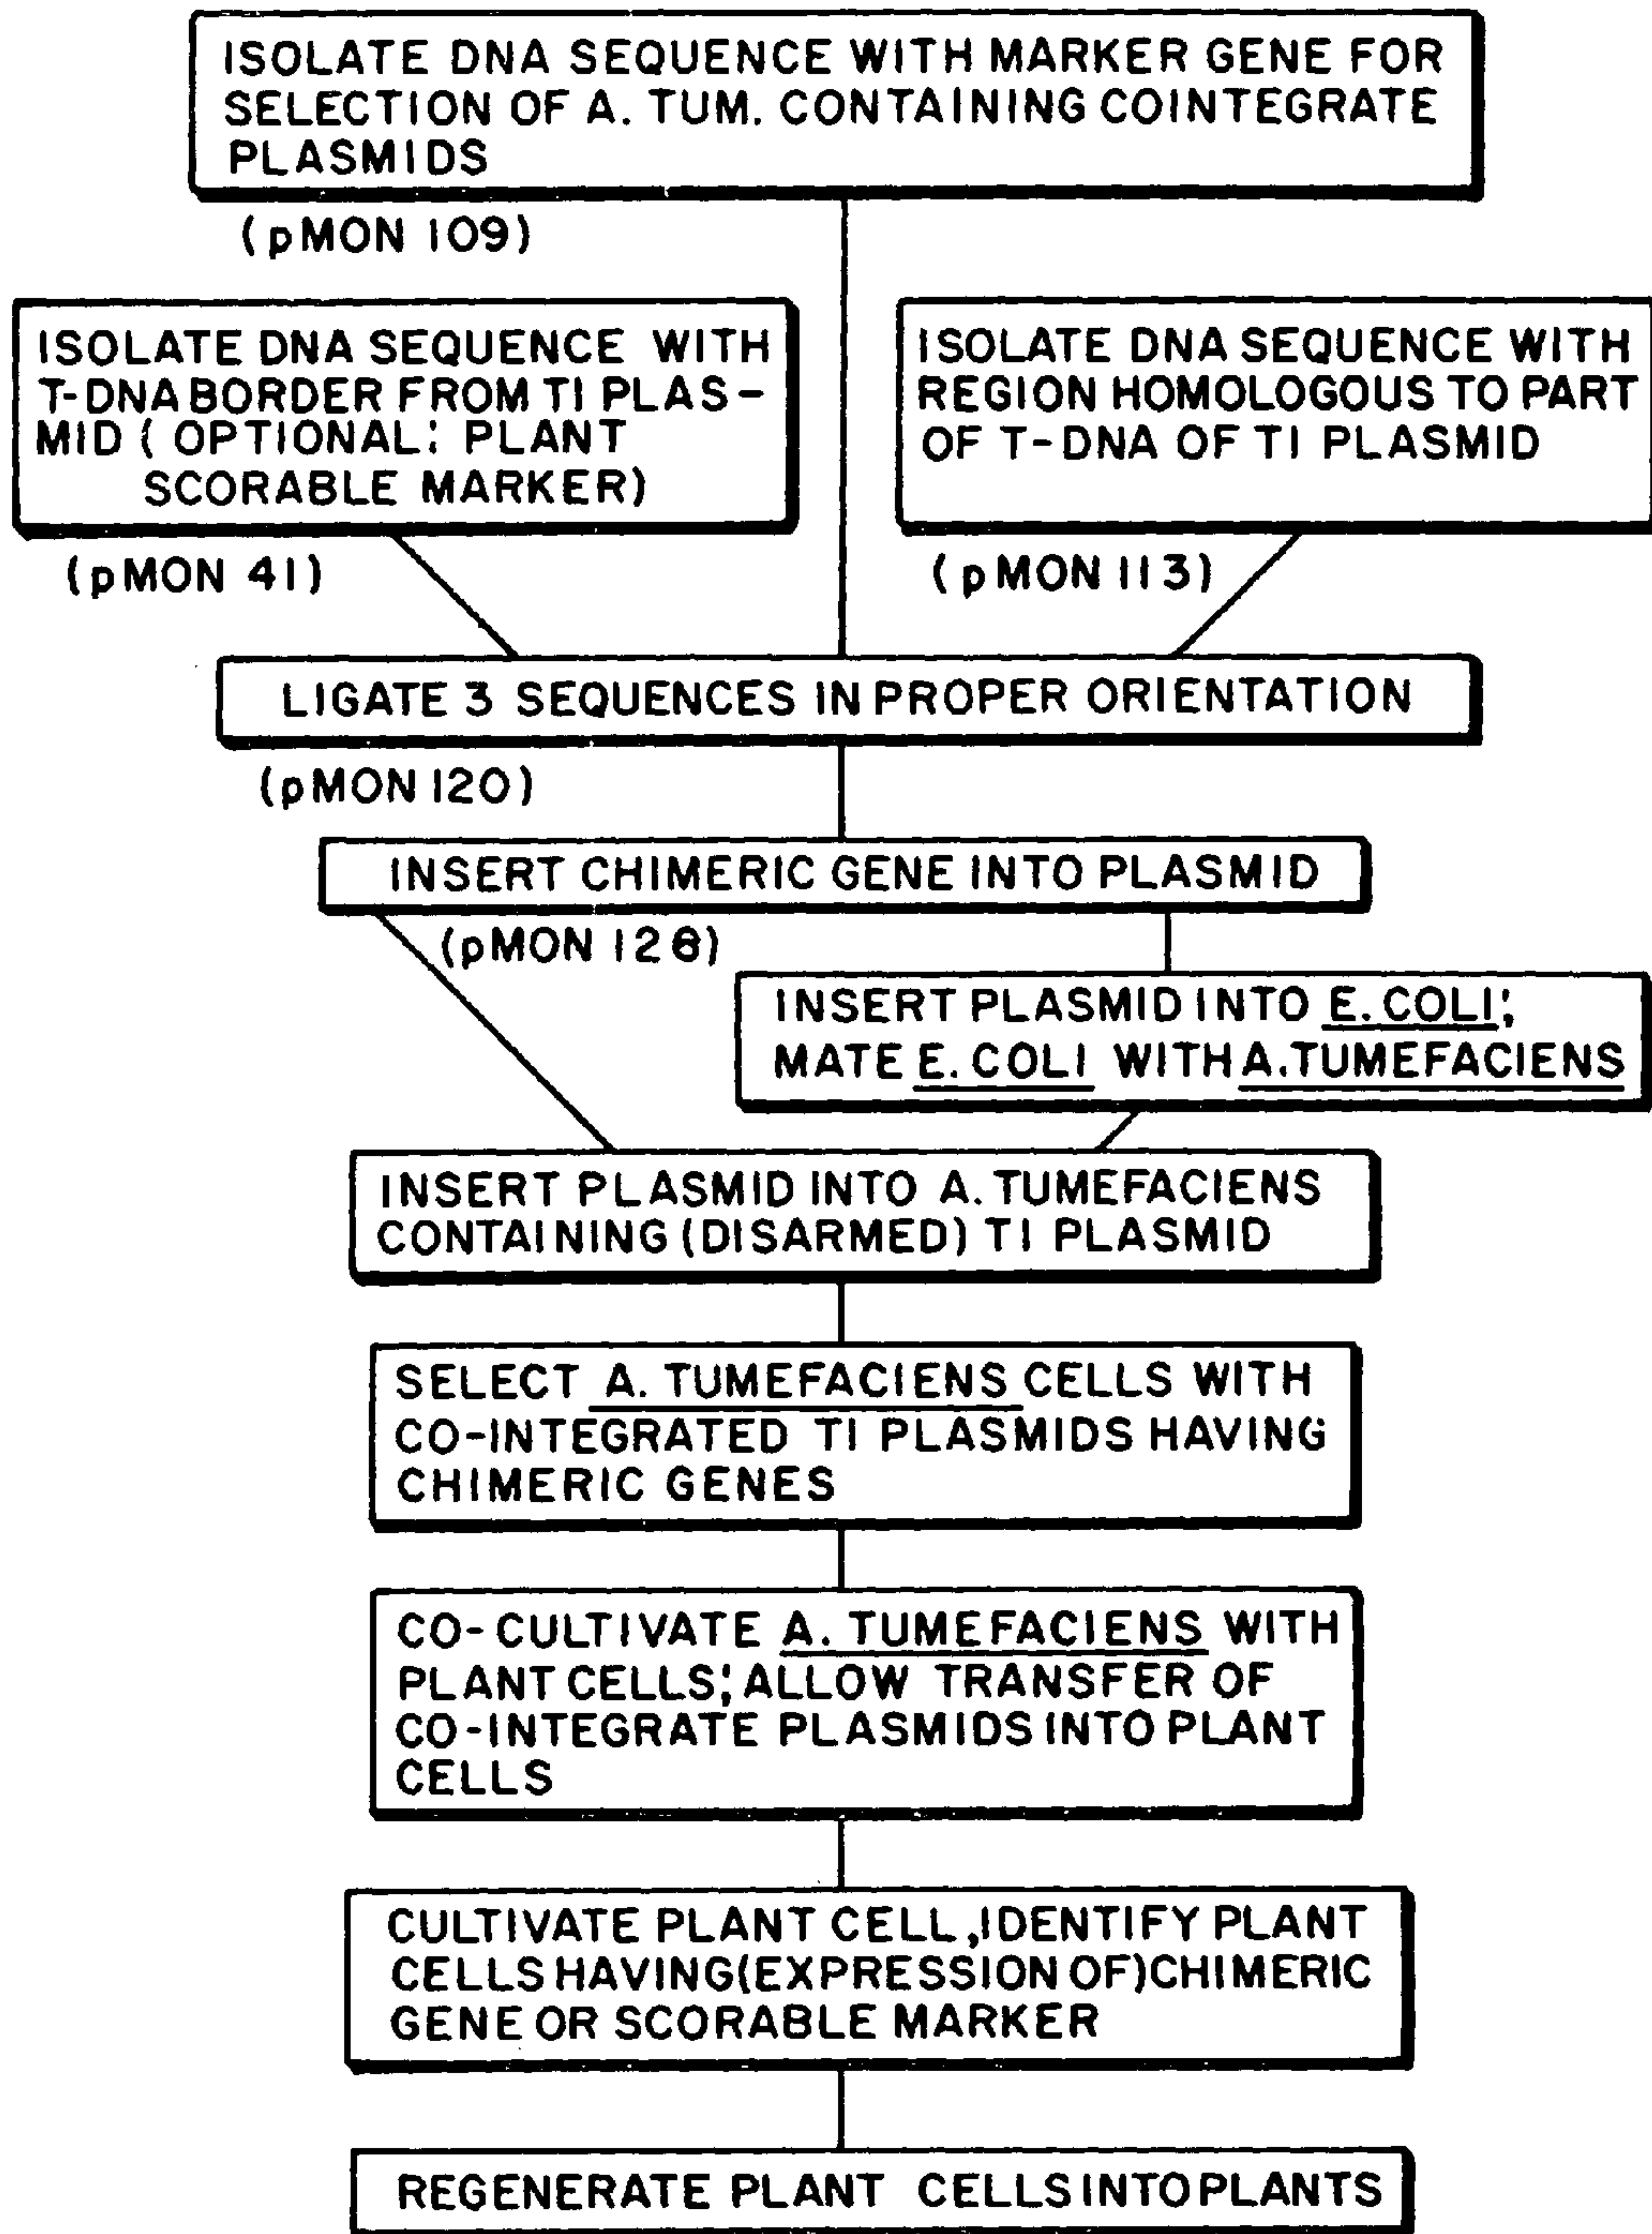 ISOLATE DNA SEQUENCE WITH MARKER GENE FOR
SELECTION OF A. TUM. CONTAINING COINTEGRATE
PLASMIDS
(pMON 109)
ISOLATE DNA SEQUENCE WITH
T-DNA BORDER FROM TI PLAS-
MID (OPTIONAL: PLANT
SCORABLE MARKER)
(pMON 41)
ISOLATE DNA SEQUENCE WITH
REGION HOMOLOGOUS TO PART
OF T-DNA OF TI PLASMID
(pMON 113)
LIGATE 3 SEQUENCES IN PROPER ORIENTATION
(pMON 120)
INSERT CHIMERIC GENE INTO PLASMID
(pMON 128)
INSERT PLASMID INTO E. COLI;
MATE E. COLI WITH A. TUMEFACIENS
INSERT PLASMID INTO A. TUMEFACIENS
CONTAINING (DISARMED) TI PLASMID
SELECT A. TUMEFACIENS CELLS WITH
CO-INTEGRATED TI PLASMIDS HAVING
CHIMERIC GENES
CO-CULTIVATE A. TUMEFACIENS WITH
PLANT CELLS; ALLOW TRANSFER OF
CO-INTEGRATE PLASMIDS INTO PLANT
CELLS
CULTIVATE PLANT CELL, IDENTIFY PLANT
CELLS HAVING (EXPRESSION OF) CHIMERIC
GENE OR SCORABLE MARKER
REGENERATE PLANT CELLS INTO PLANTS